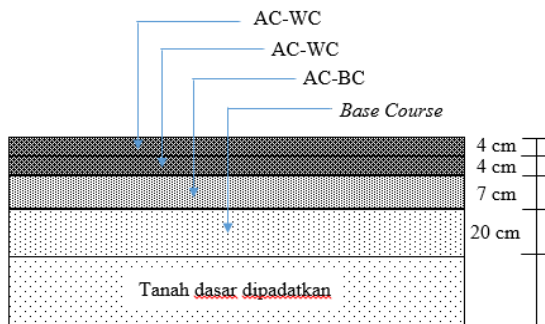 AC-WC
AC-WC
AC-BC
Base Course
4 cm
4 cm
7 cm
20 cm
Tanah dasar dipadatkan